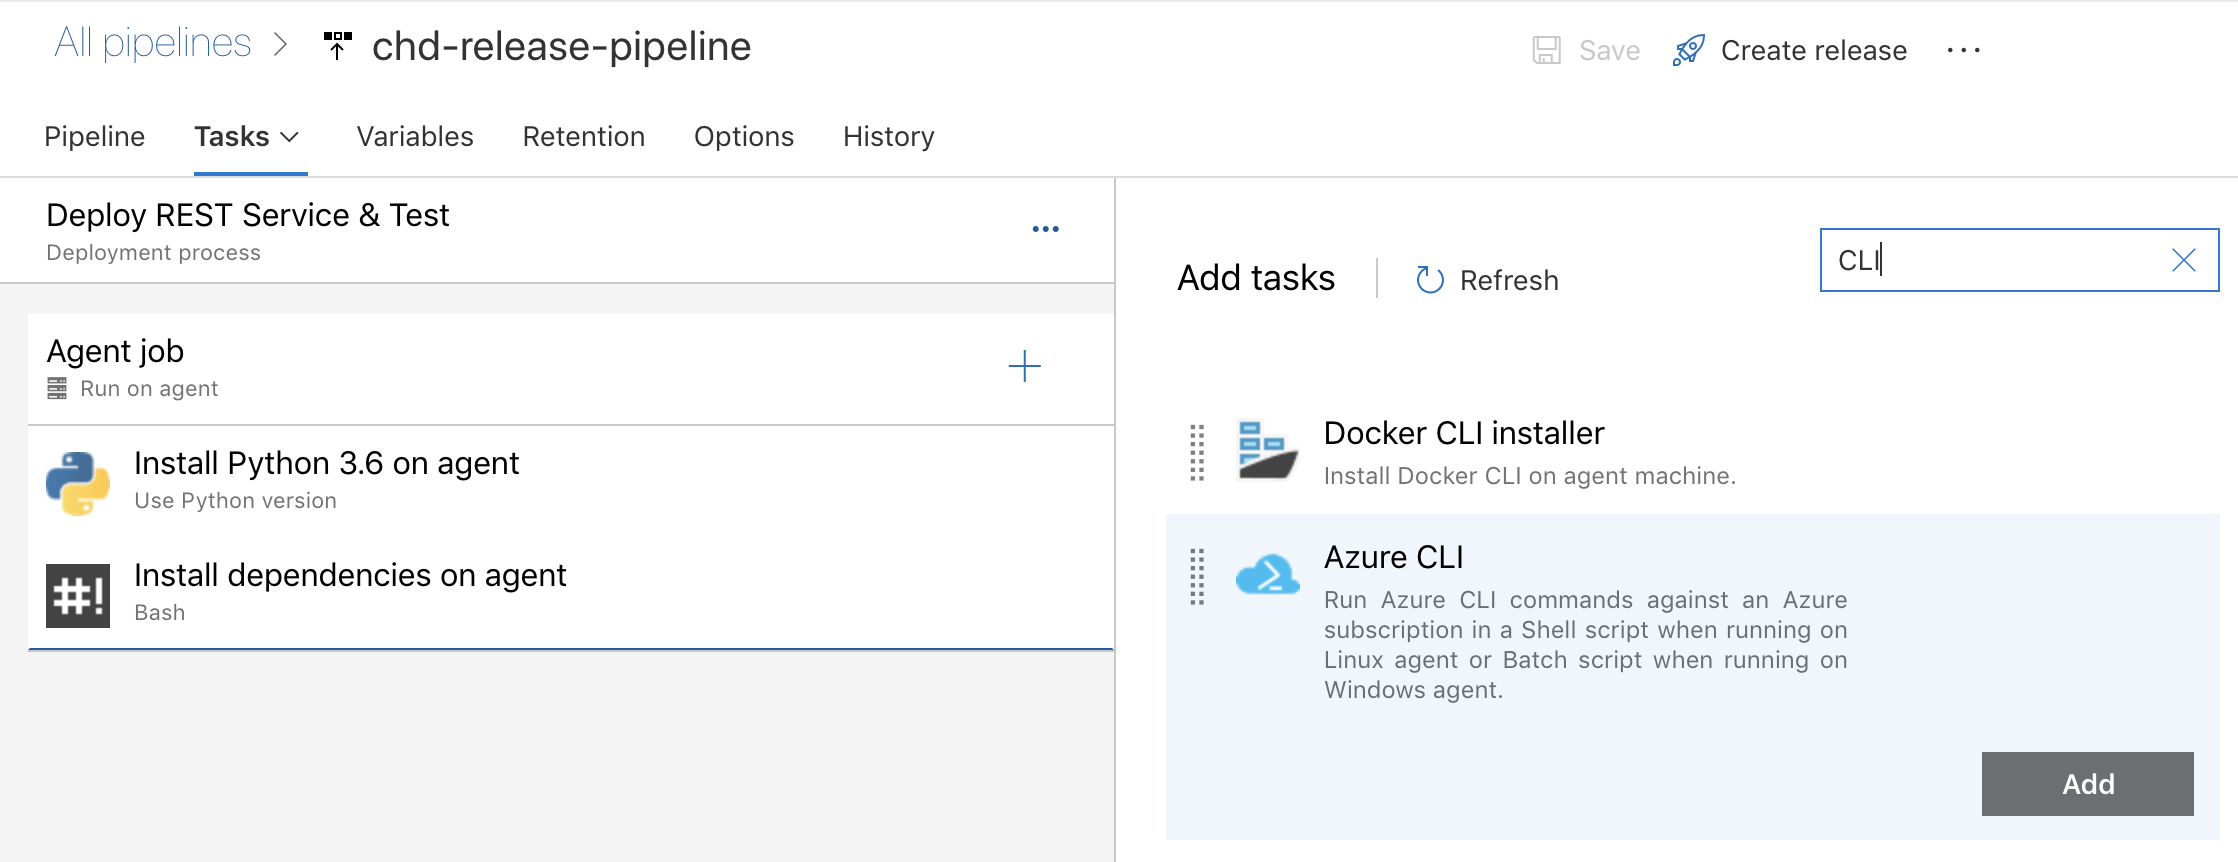 All pipelines > chd-release-pipeline
Save Create release ...
Pipeline Tasks Variables Retention Options History
Deploy REST Service & Test
Deployment process
...
Agent job
Run on agent
Install Python 3.6 on agent
Use Python version
#!
Install dependencies on agent
Bash
Add tasks Refresh
CLI
Docker CLI installer
Install Docker CLI on agent machine.
Azure CLI
Run Azure CLI commands against an Azure
subscription in a Shell script when running on
Linux agent or Batch script when running on
Windows agent.
Add